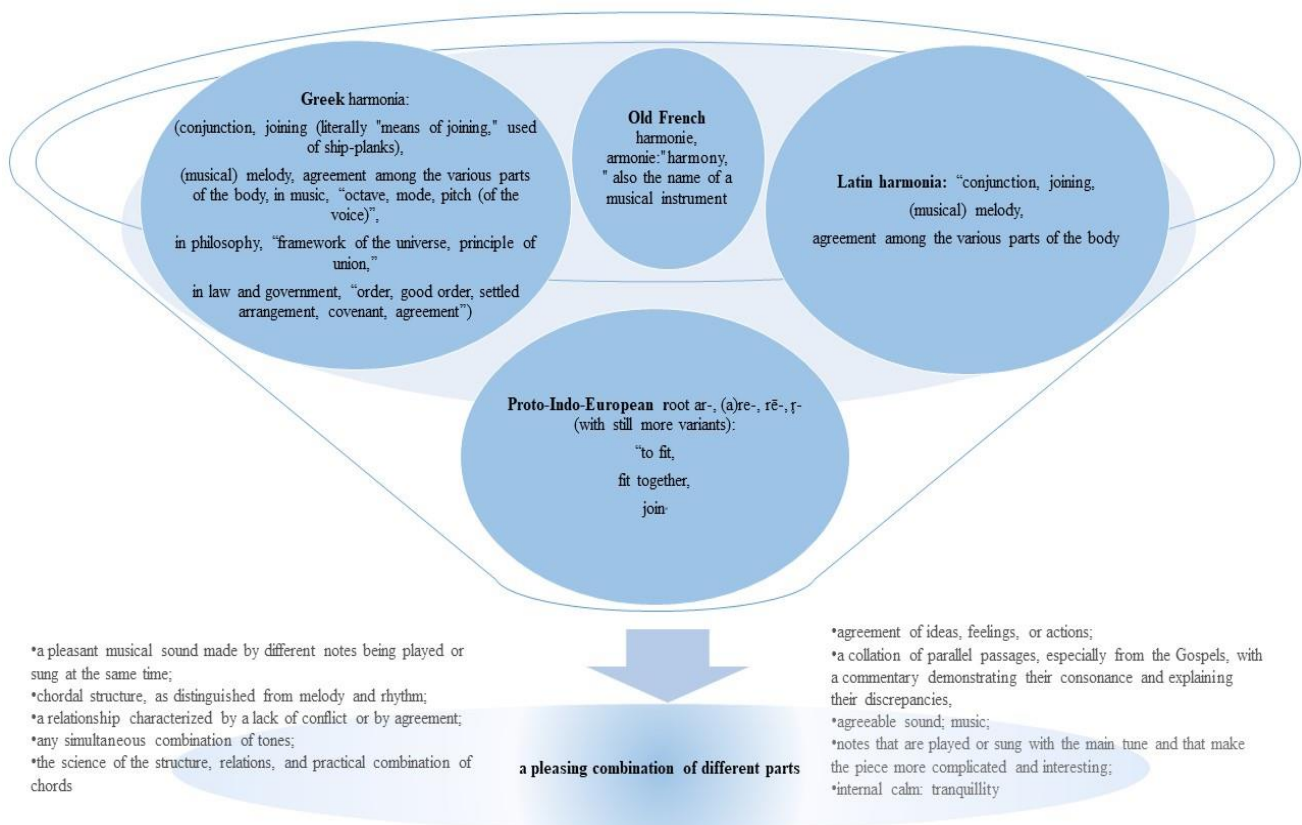 Greek harmonia:
(conjunction, joining (literally "means of joining," used
of ship-planks),
(musical) melody, agreement among the various parts
of the body, in music, “octave, mode, pitch (of the
voice)”,
in philosophy, “framework of the universe, principle of
union,”
in law and government, “order, good order, settled
arrangement, covenant, agreement”)
Old French
harmonie,
armonie:"harmony,
" also the name of a
musical instrument
Latin harmonia: “conjunction, joining,
(musical) melody,
agreement among the various parts of the body
Proto-Indo-European root ar-, (a)re-, rē-, ṛ-
(with still more variants):
“to fit,
fit together,
join·
•a pleasant musical sound made by different notes being played or
sung at the same time;
•chordal structure, as distinguished from melody and rhythm;
•a relationship characterized by a lack of conflict or by agreement;
•any simultaneous combination of tones;
•the science of the structure, relations, and practical combination of
chords
a pleasing combination of different parts
•agreement of ideas, feelings, or actions;
•a collation of parallel passages, especially from the Gospels, with
a commentary demonstrating their consonance and explaining
their discrepancies,
•agreeable sound; music;
•notes that are played or sung with the main tune and that make
the piece more complicated and interesting;
•internal calm: tranquillity